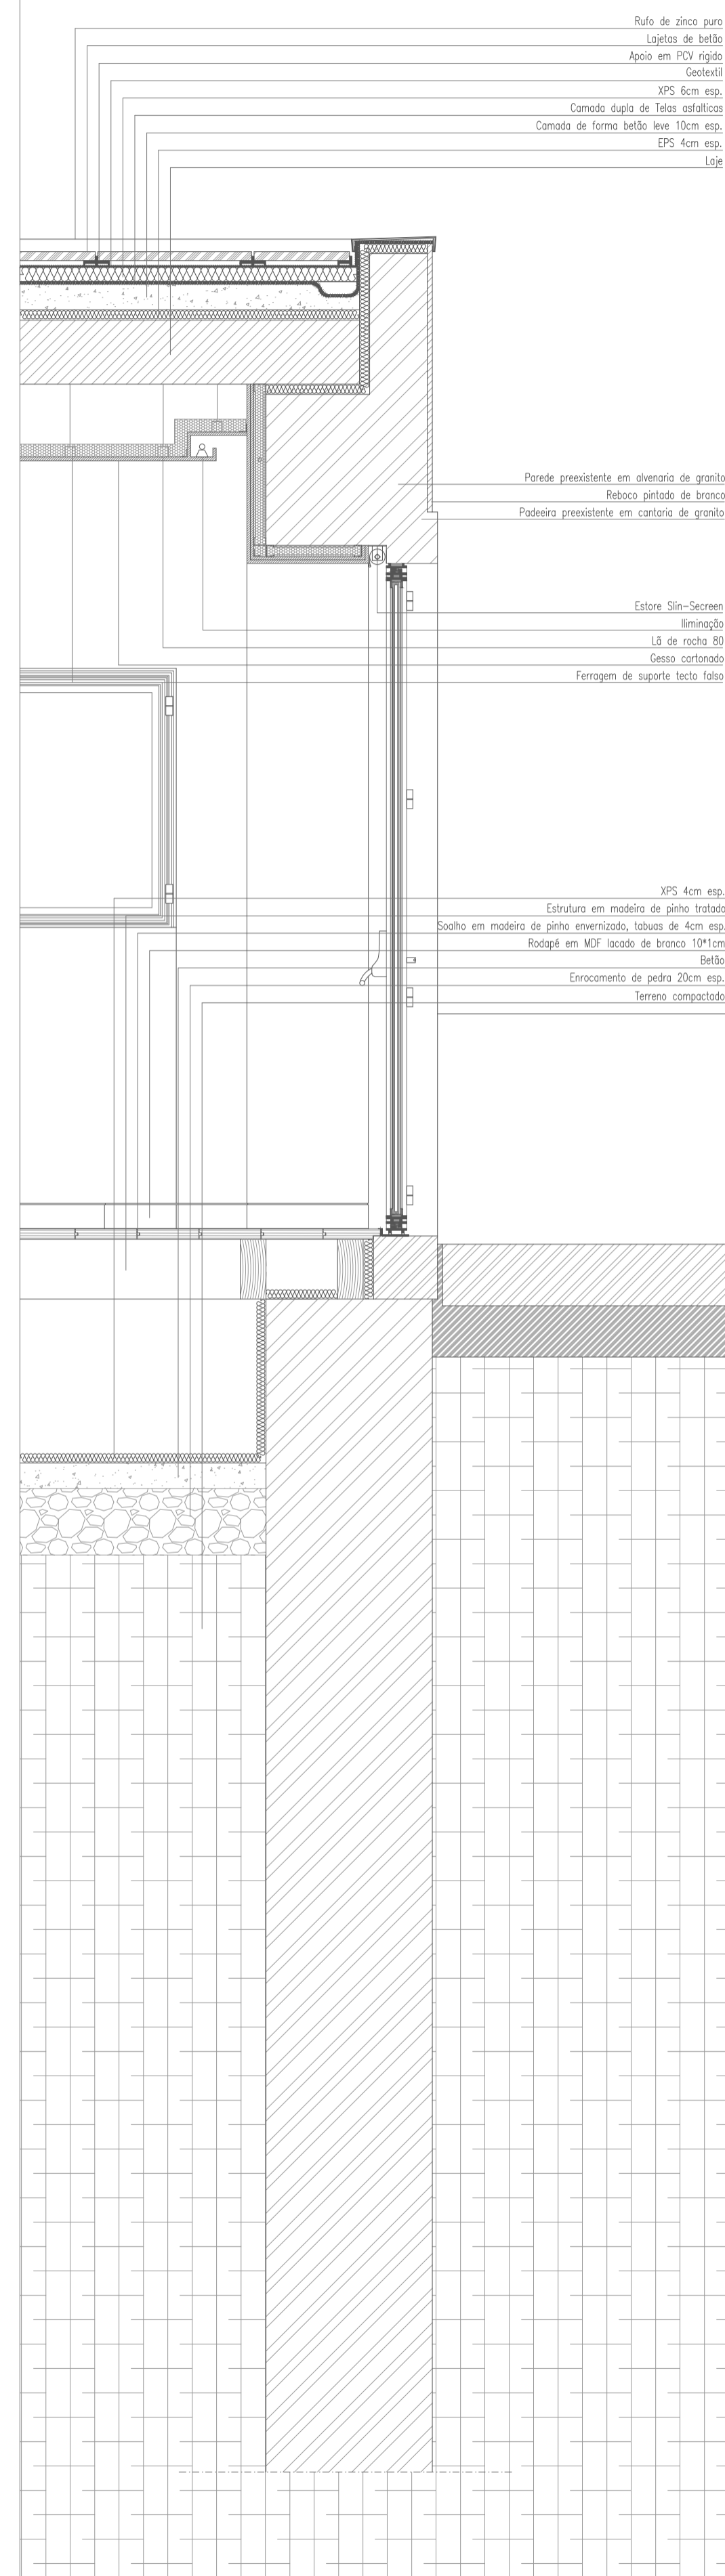 Rufo de zinco puro
Lajetas de betão
Apoio em PCV rigido
Geotextil
XPS 6cm esp.
Camada dupla de Telas asfalticas
Camada de forma betão leve 10cm esp.
EPS 4cm esp.
Laje
Parede preexistente em alvenaria de granito
Reboco pintado de branco
Padeeira preexistente em cantaria de granito
Estore Slin-Secreen
Iliminação
Lã de rocha 80
Gesso cartonado
Ferragem de suporte tecto falso
XPS 4cm esp.
Estrutura em madeira de pinho tratada
Soalho em madeira de pinho envernizado, tabuas de 4cm esp.
Rodapé em MDF lacado de branco 10*1cm
Betão
Enrocamento de pedra 20cm esp.
Terreno compactado